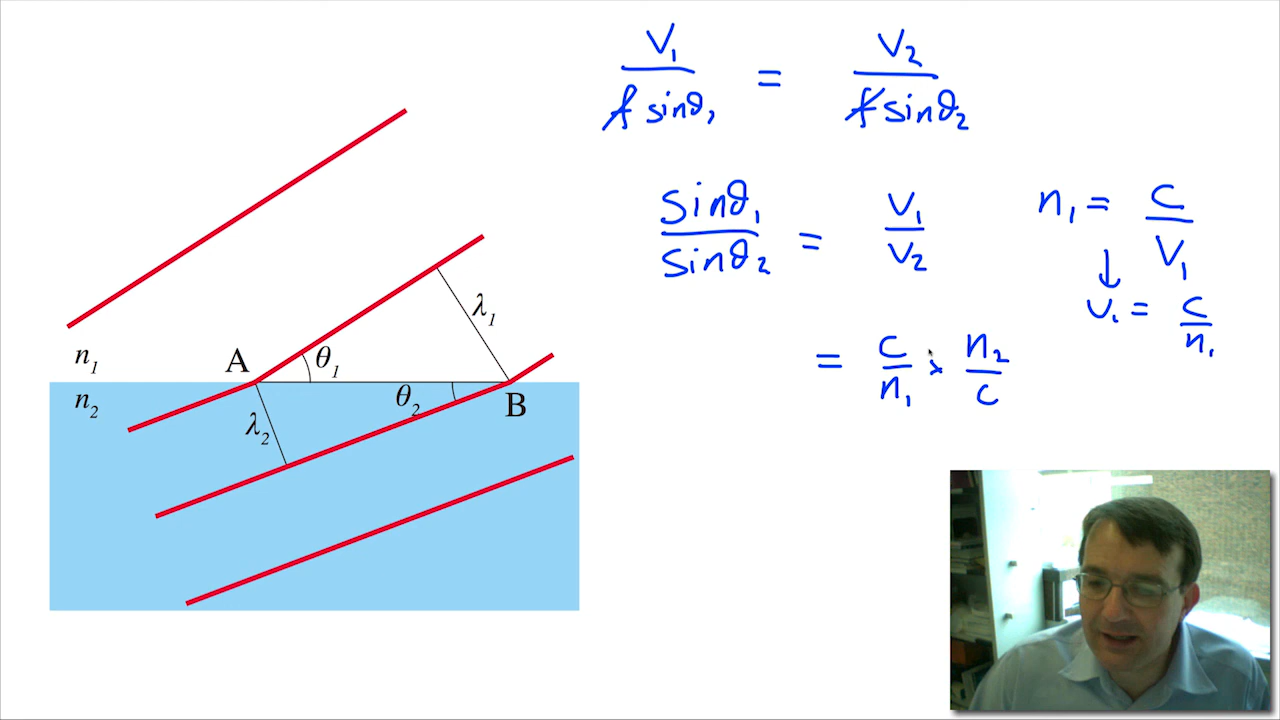 V₁ / f sinθ₁ = V₂ / f sinθ₂
sinθ₁ / sinθ₂ = V₁ / V₂
= c / n₁ × n₂ / c
n₁ = c / V₁
↓
v₁ = c / n₁
λ₁
n₁
A
θ₁
n₂
θ₂
B
λ₂